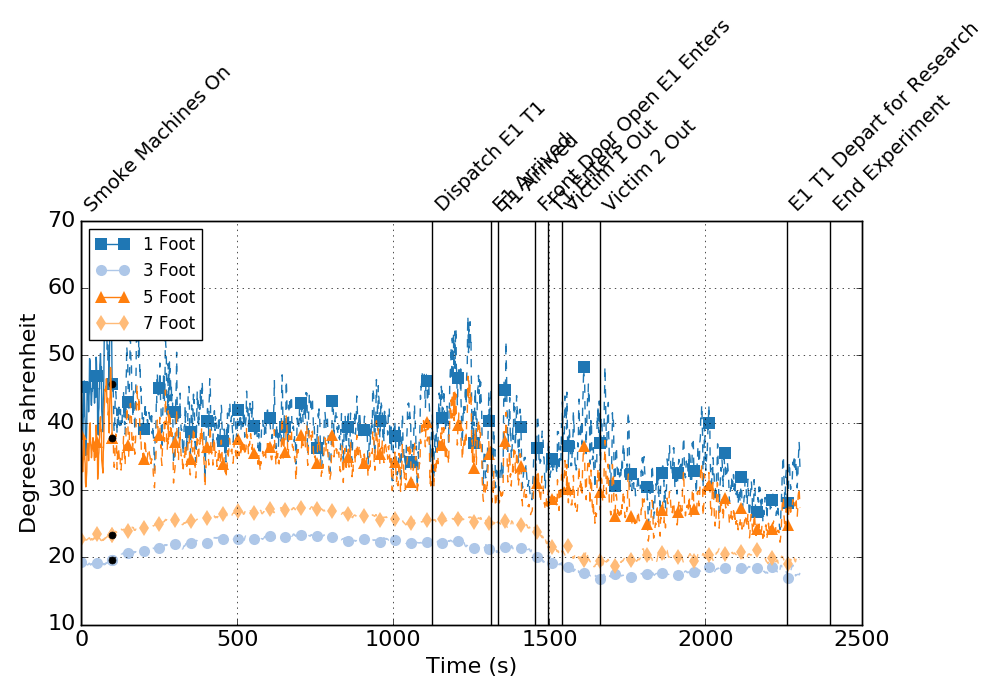 Smoke Machines On
Dispatch E1 T1
E1 Arrived
T1 Arrived
Front Door Open E1 Enters
T1 Enters
Victim 1 Out
Victim 2 Out
E1 T1 Depart for Research
End Experiment
70
60
50
40
30
20
10
Degrees Fahrenheit
1 Foot
3 Foot
5 Foot
7 Foot
0
500
1000
1500
2000
2500
Time (s)